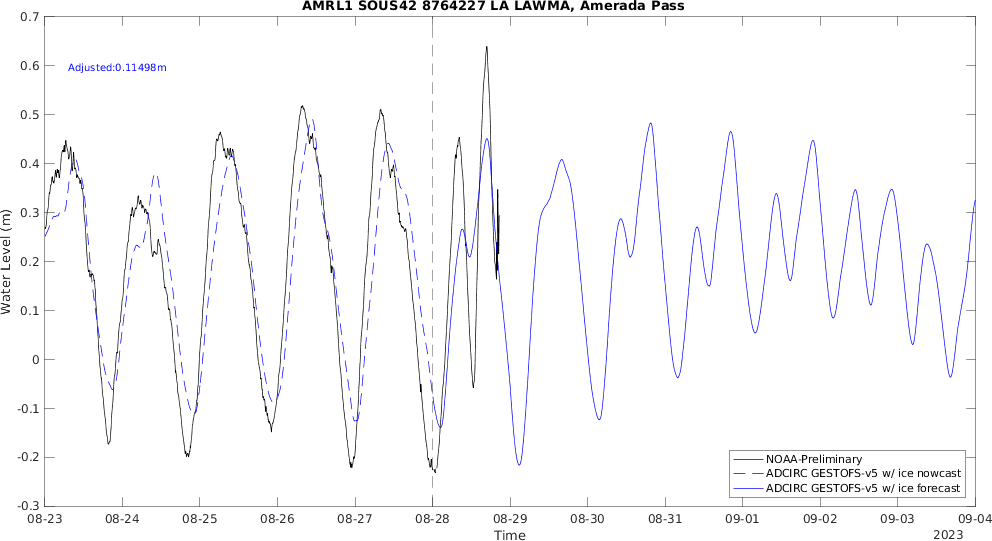 AMRL1 SOUS42 8764227 LA LAWMA, Amerada Pass
0.7
0.6
0.5
0.4
0.3
0.2
0.1
0
-0.1
-0.2
-0.3
Water Level (m)
Adjusted:0.11498m
NOAA-Preliminary
ADCIRC GESTOFS-v5 w/ ice nowcast
ADCIRC GESTOFS-v5 w/ ice forecast
08-23 08-24 08-25 08-26 08-27 08-28 08-29 08-30 08-31 09-01 09-02 09-03 09-04
Time
2023